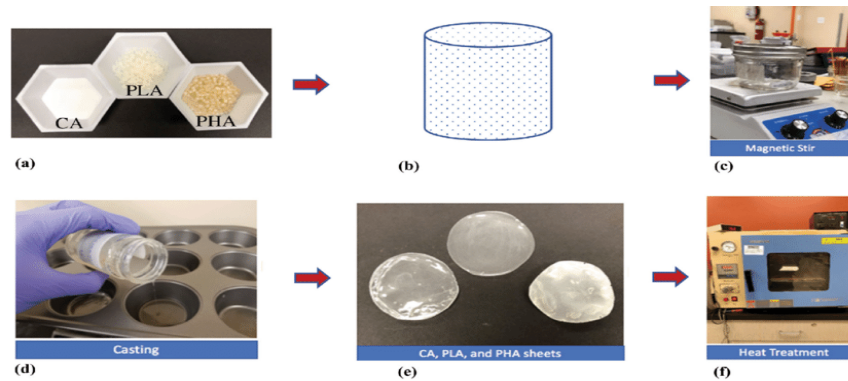 CA
PLA
PHA
(a)
(b)
Magnetic Stir
(c)
Casting
(d)
CA, PLA, and PHA sheets
(e)
Heat Treatment
(f)